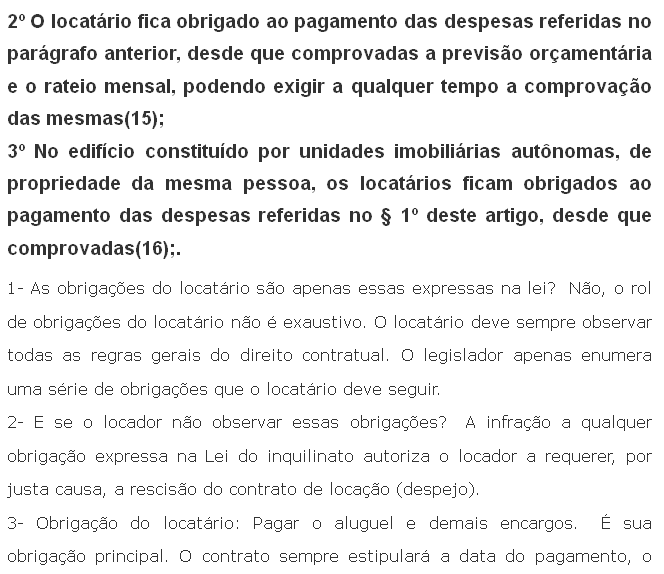 2º O locatário fica obrigado ao pagamento das despesas referidas no
parágrafo anterior, desde que comprovadas a previsão orçamentária
e o rateio mensal, podendo exigir a qualquer tempo a comprovação
das mesmas(15);
3º No edifício constituído por unidades imobiliárias autônomas, de
propriedade da mesma pessoa, os locatários ficam obrigados ao
pagamento das despesas referidas no § 1º deste artigo, desde que
comprovadas(16);.
1- As obrigações do locatário são apenas essas expressas na lei? Não, o rol
de obrigações do locatário não é exaustivo. O locatário deve sempre observar
todas as regras gerais do direito contratual. O legislador apenas enumera
uma série de obrigações que o locatário deve seguir.
2- E se o locador não observar essas obrigações? A infração a qualquer
obrigação expressa na Lei do inquilinato autoriza o locador a requerer, por
justa causa, a rescisão do contrato de locação (despejo).
3- Obrigação do locatário: Pagar o aluguel e demais encargos. É sua
obrigação principal. O contrato sempre estipulará a data do pagamento, o